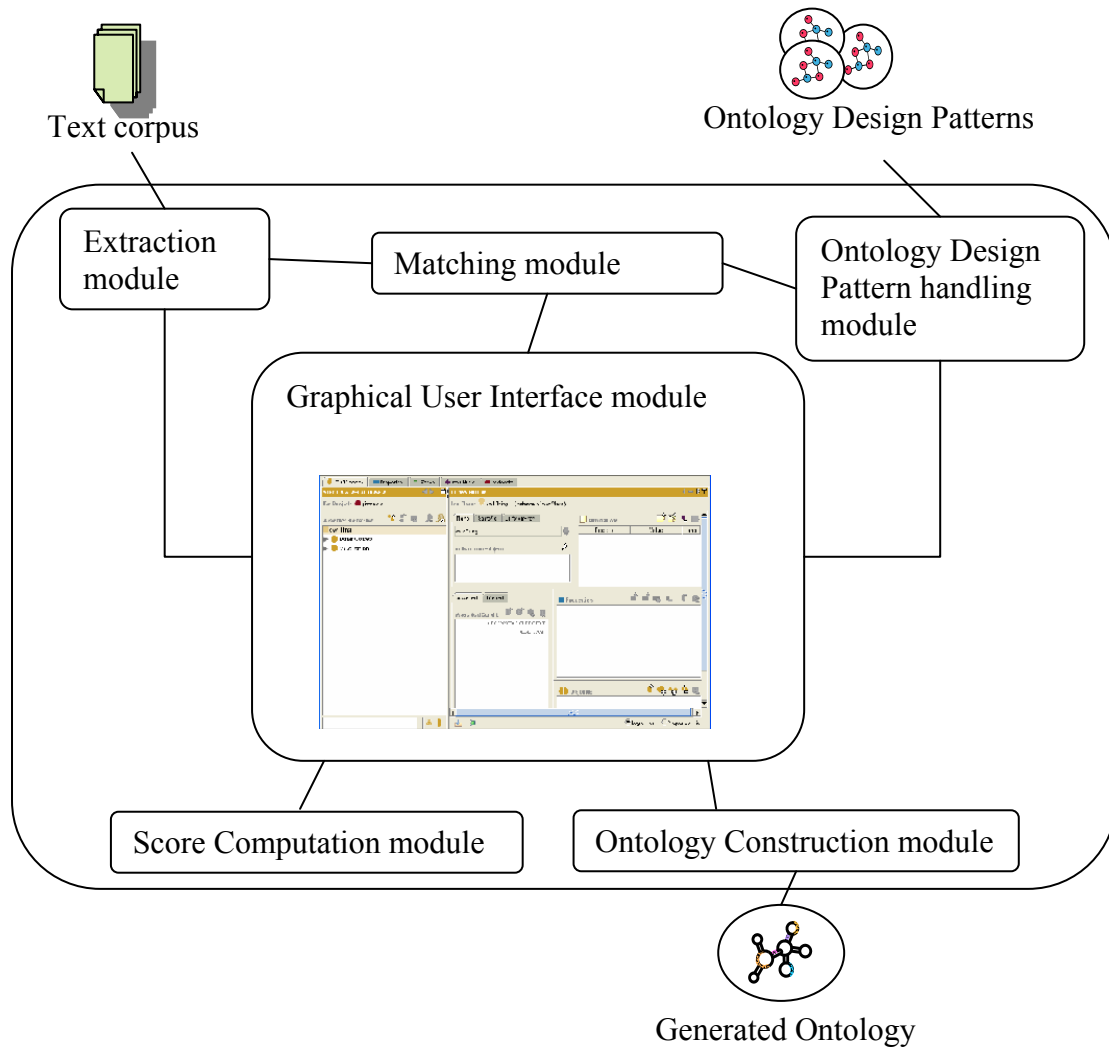 Text corpus
Ontology Design Patterns
Extraction
module
Matching module
Ontology Design
Pattern handling
module
Graphical User Interface module
Score Computation module
Ontology Construction module
Generated Ontology